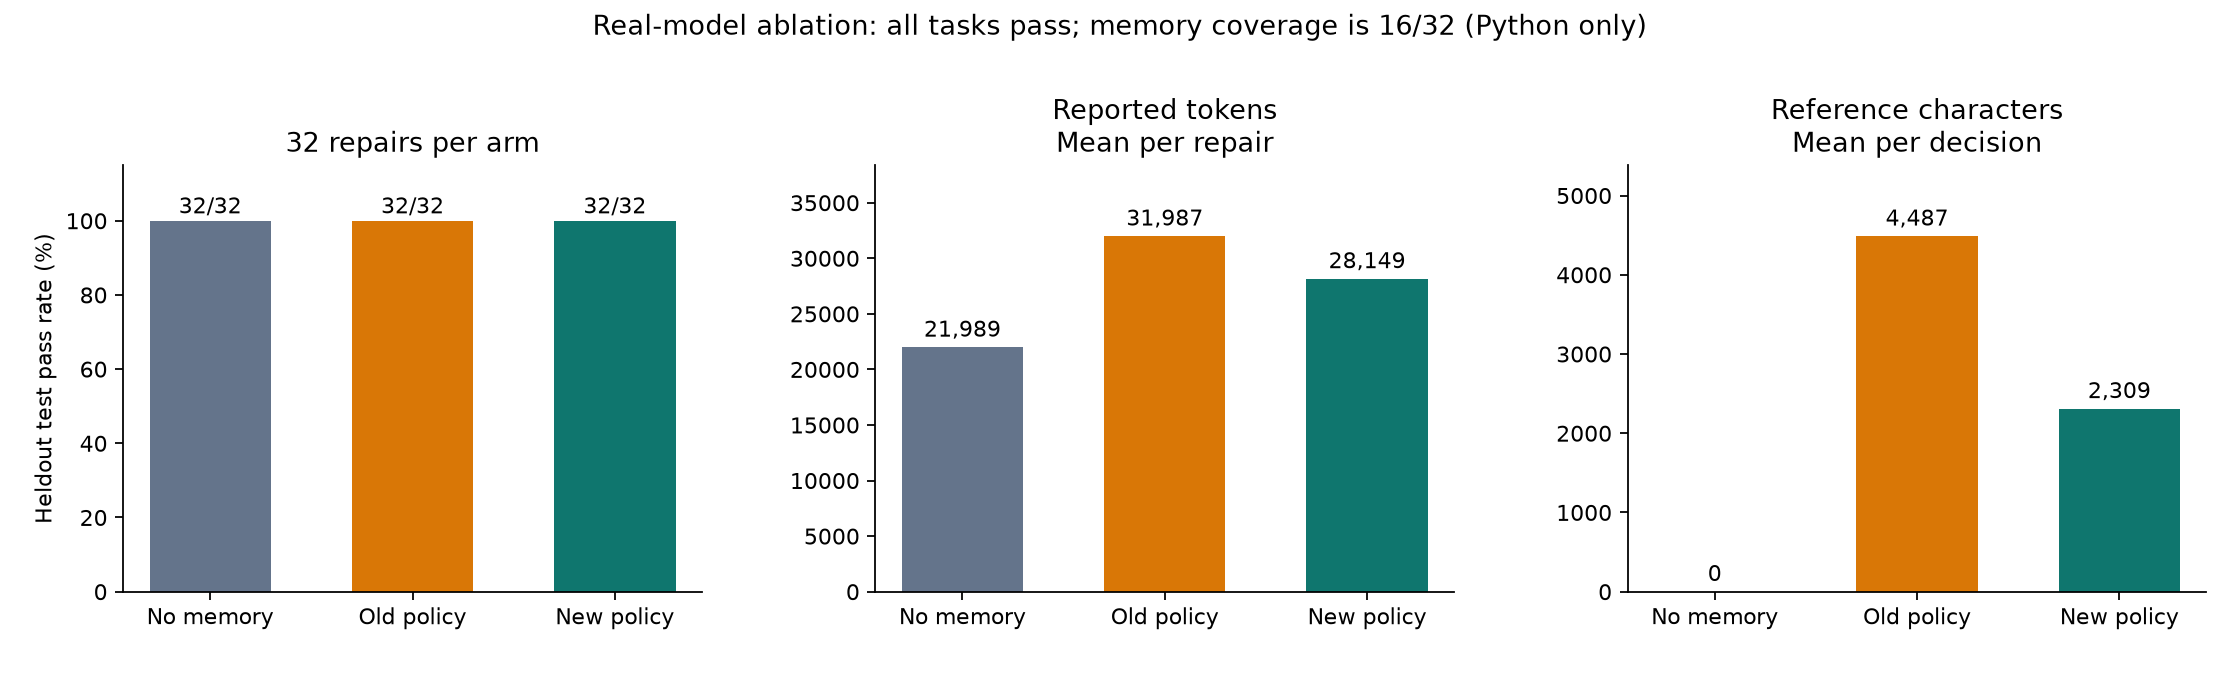 Real-model ablation: all tasks pass; memory coverage is 16/32 (Python only)
32 repairs per arm
Heldout test pass rate (%)
100
80
60
40
20
0
32/32
32/32
32/32
No memory
Old policy
New policy
Reported tokens
Mean per repair
35000
30000
25000
20000
15000
10000
5000
0
21,989
31,987
28,149
No memory
Old policy
New policy
Reference characters
Mean per decision
5000
4000
3000
2000
1000
0
0
4,487
2,309
No memory
Old policy
New policy